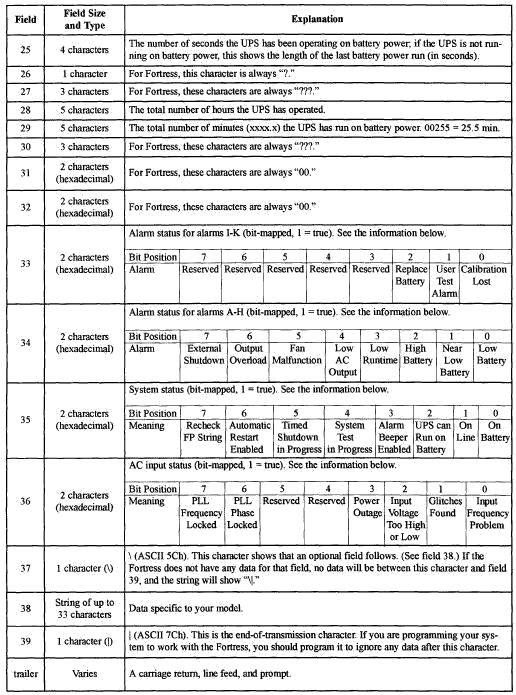 Field
Field Size and Type
Explanation
25
4 characters
The number of seconds the UPS has been operating on battery power; if the UPS is not run-
ning on battery power, this shows the length of the last battery power run (in seconds).
26
1 character
For Fortress, this character is always "?."
27
3 characters
For Fortress, these characters are always "???."
28
5 characters
The total number of hours the UPS has operated.
29
5 characters
The total number of minutes (xxxx.x) the UPS has run on battery power. 00255 = 25.5 min.
30
3 characters
For Fortress, these characters are always "???."
31
2 characters
(hexadecimal)
For Fortress, these characters are always "00."
32
2 characters
(hexadecimal)
For Fortress, these characters are always "00."
33
2 characters
(hexadecimal)
Alarm status for alarms I-K (bit-mapped, 1 = true). See the information below.
Bit Position 7 6 5 4 3 2 1 0
Alarm Reserved Reserved Reserved Reserved Reserved Replace Battery User Test Alarm Calibration Lost
34
2 characters
(hexadecimal)
Alarm status for alarms A-H (bit-mapped, 1 = true). See the information below.
Bit Position 7 6 5 4 3 2 1 0
Alarm External Shutdown Output Overload Fan Malfunction Low AC Output Low Runtime High Battery Near Low Battery Low Battery
35
2 characters
(hexadecimal)
System status (bit-mapped, 1 = true). See the information below.
Bit Position 7 6 5 4 3 2 1 0
Meaning Recheck FP String Automatic Restart Enabled Timed Shutdown in Progress System Test in Progress Alarm Beeper Enabled UPS can Run on Battery On Line On Battery
36
2 characters
(hexadecimal)
AC input status (bit-mapped, 1 = true). See the information below.
Bit Position 7 6 5 4 3 2 1 0
Meaning PLL Frequency Locked PLL Phase Locked Reserved Reserved Power Outage Input Voltage Too High or Low Glitches Found Input Frequency Problem
37
1 character (\)
\ (ASCII 5Ch). This character shows that an optional field follows. (See field 38.) If the
Fortress does not have any data for that field, no data will be between this character and field
39, and the string will show "\|."
38
String of up to
33 characters
Data specific to your model.
39
1 character (|)
| (ASCII 7Ch). This is the end-of-transmission character. If you are programming your sys-
tem to work with the Fortress, you should program it to ignore any data after this character.
trailer
Varies
A carriage return, line feed, and prompt.